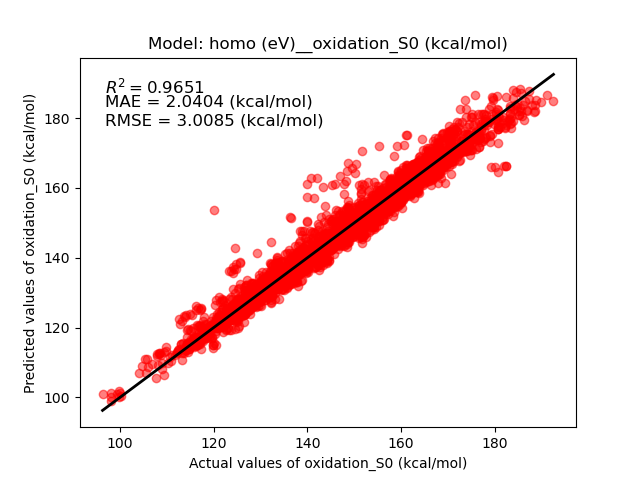 Model: homo (eV)__oxidation_S0 (kcal/mol)
R² = 0.9651
MAE = 2.0404 (kcal/mol)
RMSE = 3.0085 (kcal/mol)
Predicted values of oxidation_S0 (kcal/mol)
180
160
140
120
100
100 120 140 160 180
Actual values of oxidation_S0 (kcal/mol)